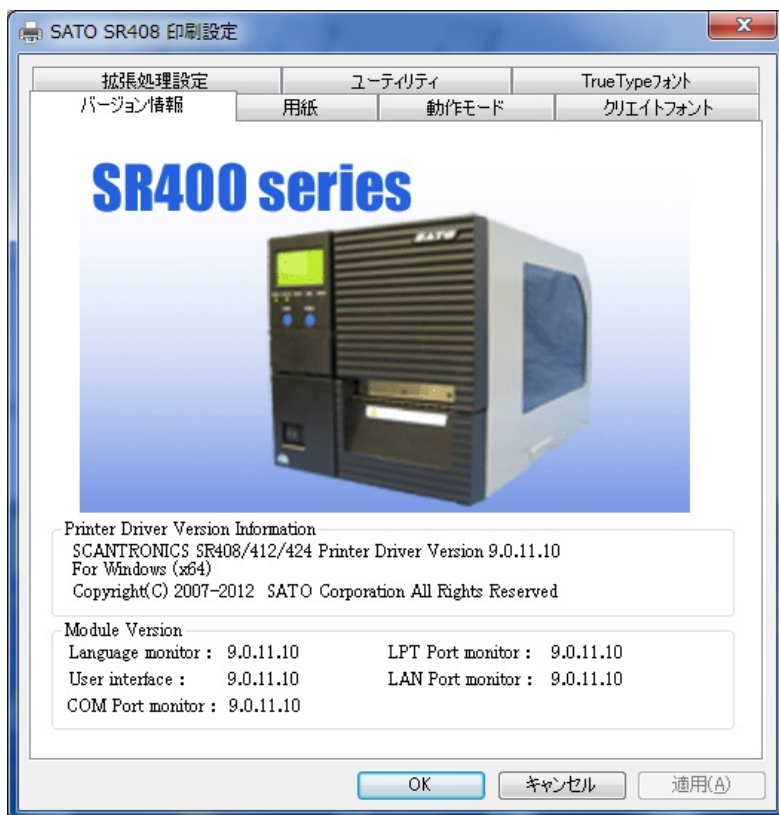 SATO SR408 印刷設定
拡張処理設定 ユーティリティ TrueTypeフォント
バージョン情報 用紙 動作モード クリエイトフォント
SR400 series
SATO
Printer Driver Version Information
SCANTRONICS SR408/412/424 Printer Driver Version 9.0.11.10
For Windows (x64)
Copyright(C) 2007-2012 SATO Corporation All Rights Reserved
Module Version
Language monitor : 9.0.11.10 LPT Port monitor : 9.0.11.10
User interface : 9.0.11.10 LAN Port monitor : 9.0.11.10
COM Port monitor : 9.0.11.10
OK キャンセル 適用(A)